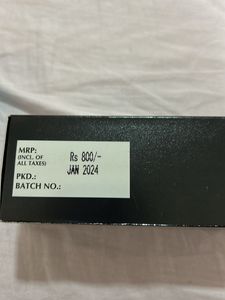 MRP:
(INCL. OF
ALL TAXES)
Rs 800/-
PKD.: JAN 2024
BATCH NO.: